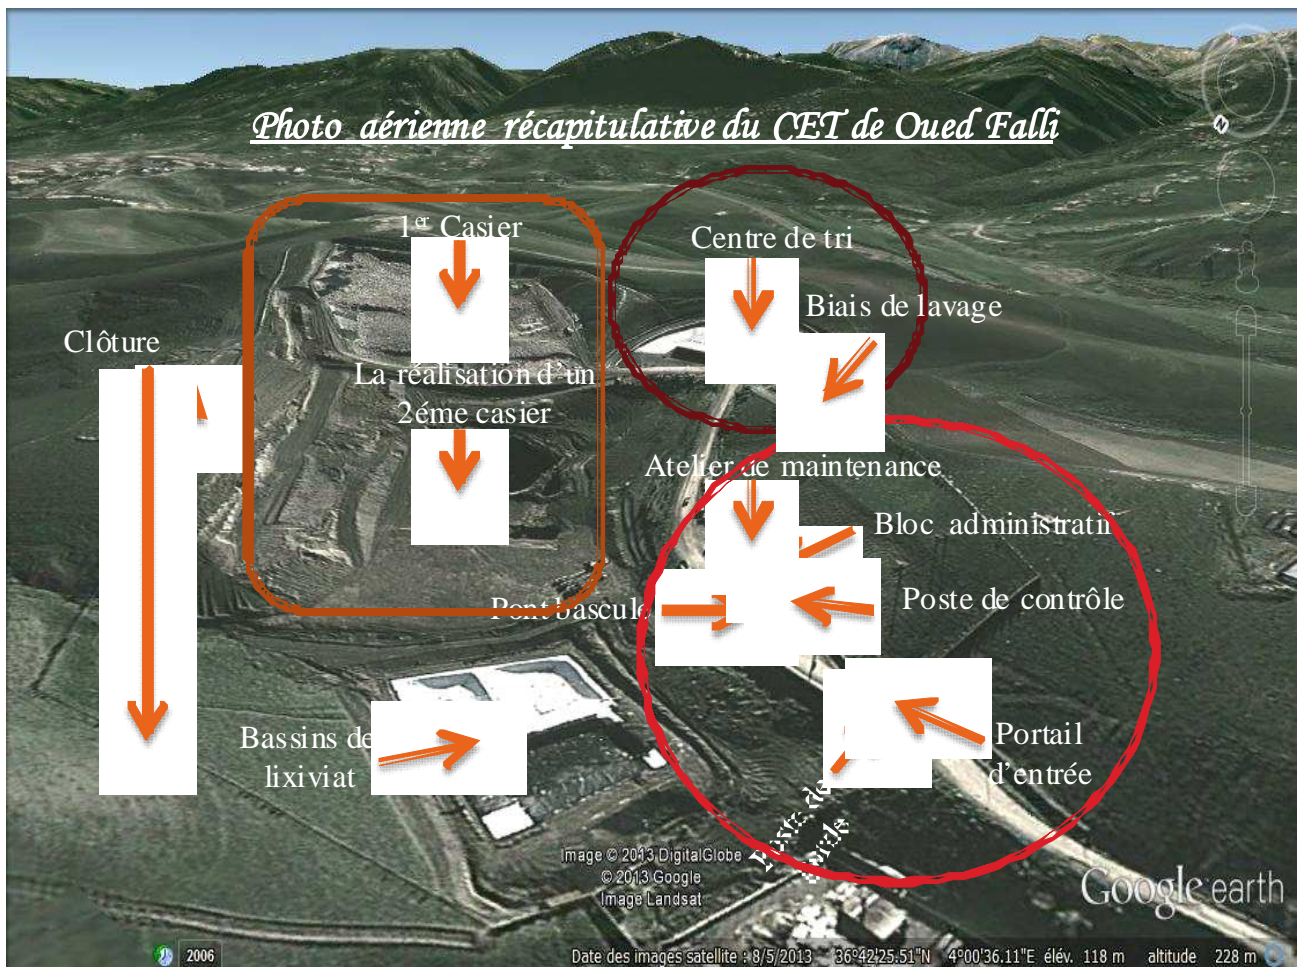 Photo aérienne récapitulative du CET de Oued Falli
1er Casier
Centre de tri
Biais de lavage
Clôture
La réalisation d’un
2éme casier
Atelier de maintenance
Bloc administratif
Pont bascule
Poste de contrôle
Bassins de
lixiviat
Portail
d’entrée
Poste de
garde
N
Image © 2013 DigitalGlobe
© 2013 Google
Image Landsat
Google earth
2006
Date des images satellite : 8/5/2013 36°42'25.51"N 4°00'36.11"E élév. 118 m altitude 228 m